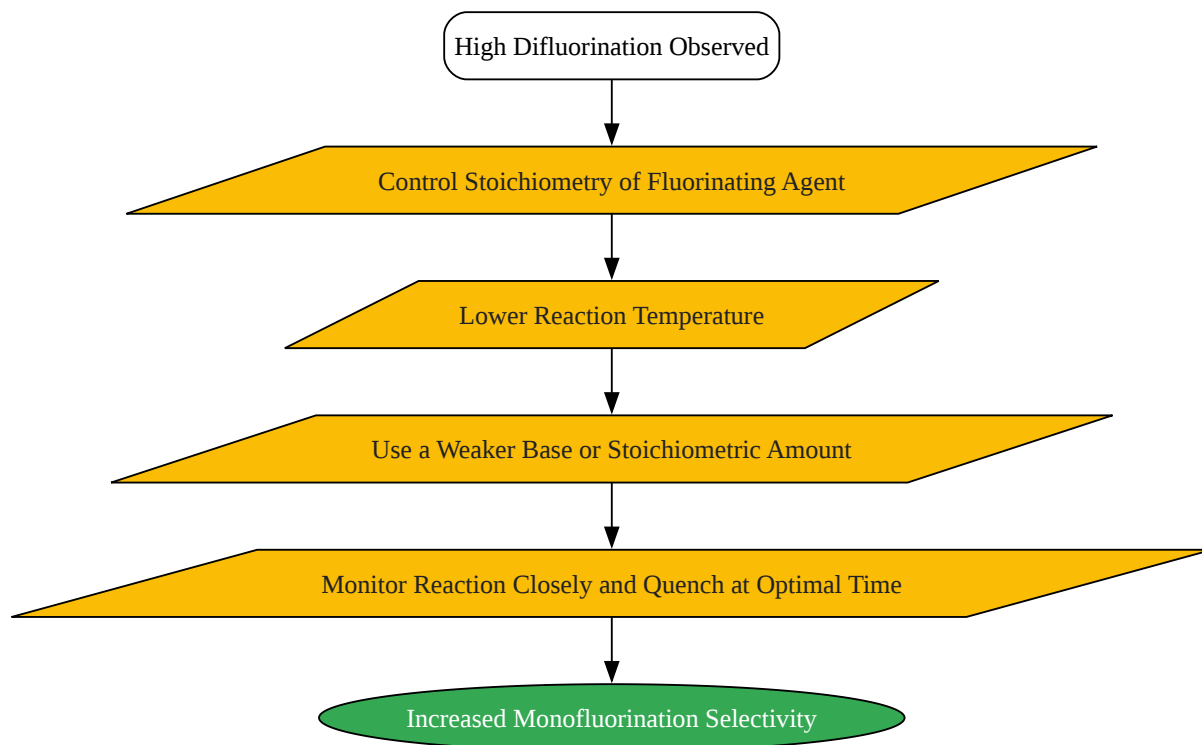 High Difluorination Observed
Control Stoichiometry of Fluorinating Agent
Lower Reaction Temperature
Use a Weaker Base or Stoichiometric Amount
Monitor Reaction Closely and Quench at Optimal Time
Increased Monofluorination Selectivity